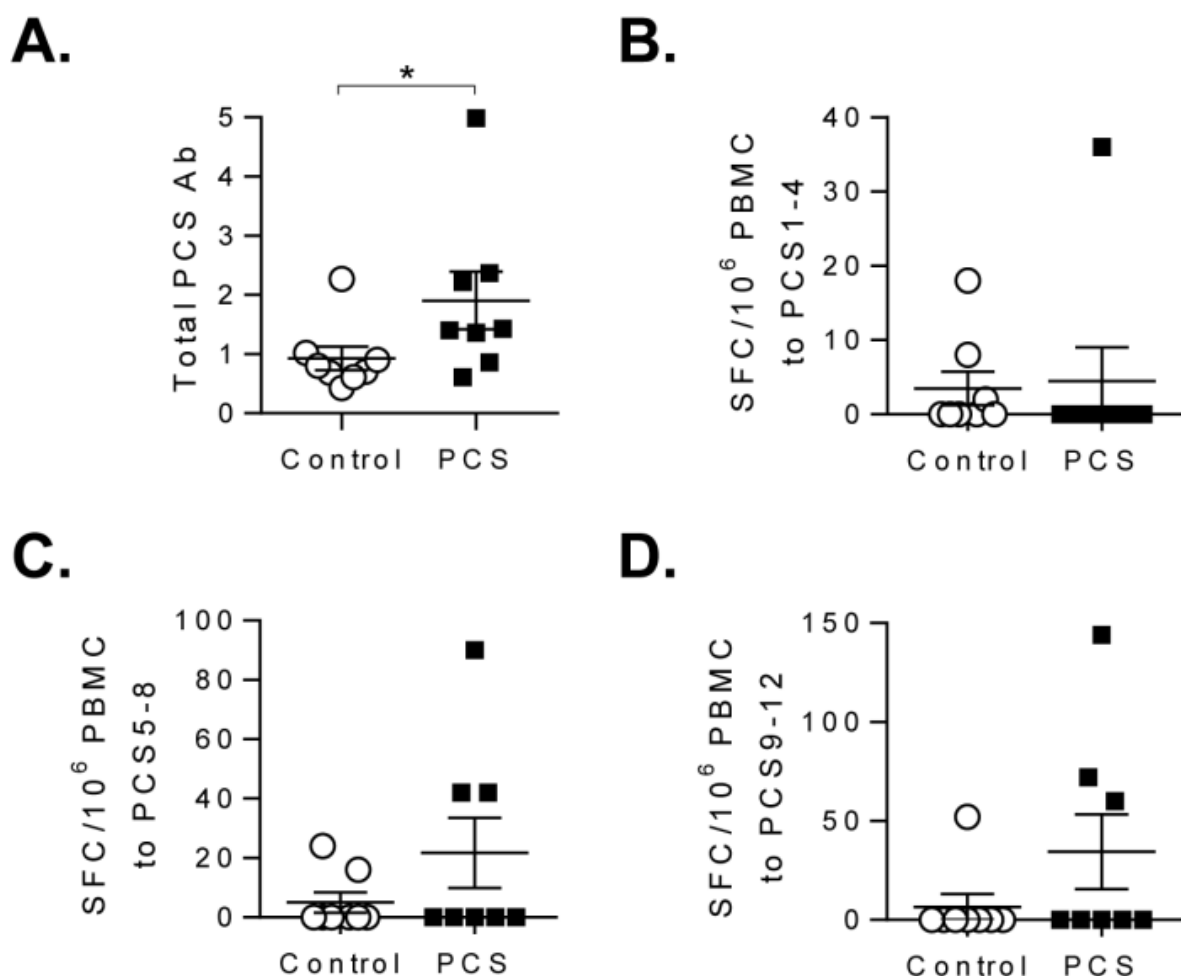 A.
*
Total PCS Ab
5
4
3
2
1
0
Control PCS
B.
SFC/10⁶ PBMC
to PCS1-4
40
30
20
10
0
Control PCS
C.
SFC/10⁶ PBMC
to PCS5-8
100
80
60
40
20
0
Control PCS
D.
SFC/10⁶ PBMC
to PCS9-12
150
100
50
0
Control PCS